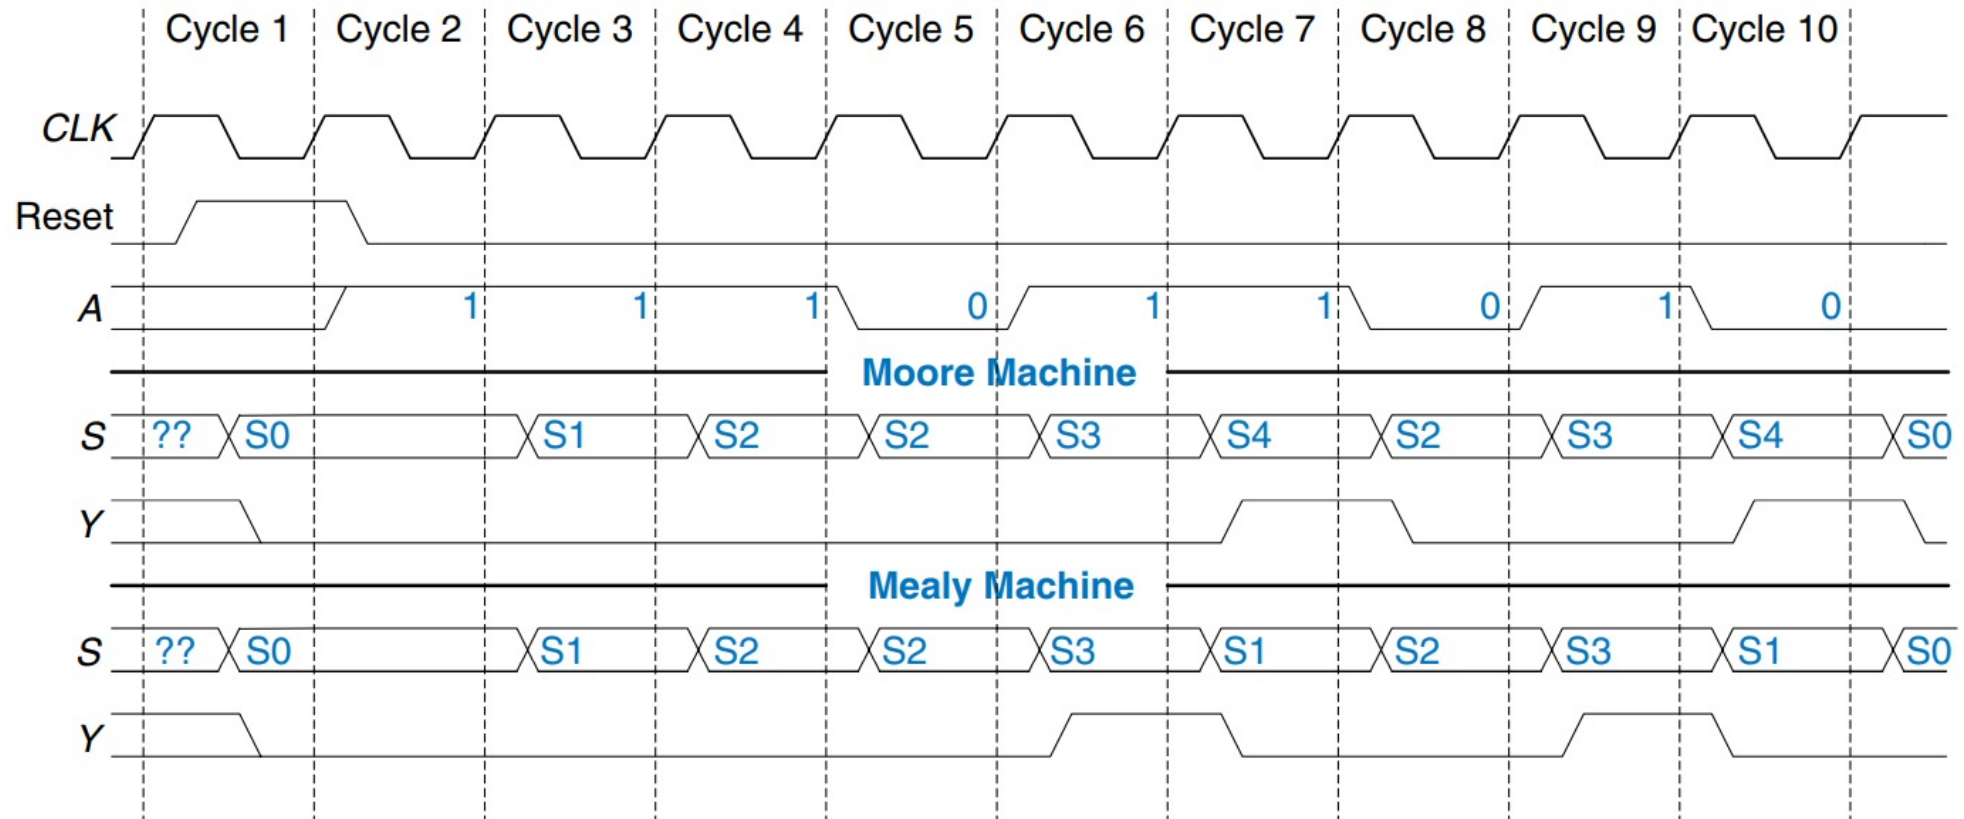 Cycle 1 Cycle 2 Cycle 3 Cycle 4 Cycle 5 Cycle 6 Cycle 7 Cycle 8 Cycle 9 Cycle 10
CLK
Reset
A 1 1 1 0 1 1 0 1 0
Moore Machine
S ?? S0 S1 S2 S2 S3 S4 S2 S3 S4 S0
Y
Mealy Machine
S ?? S0 S1 S2 S2 S3 S1 S2 S3 S1 S0
Y